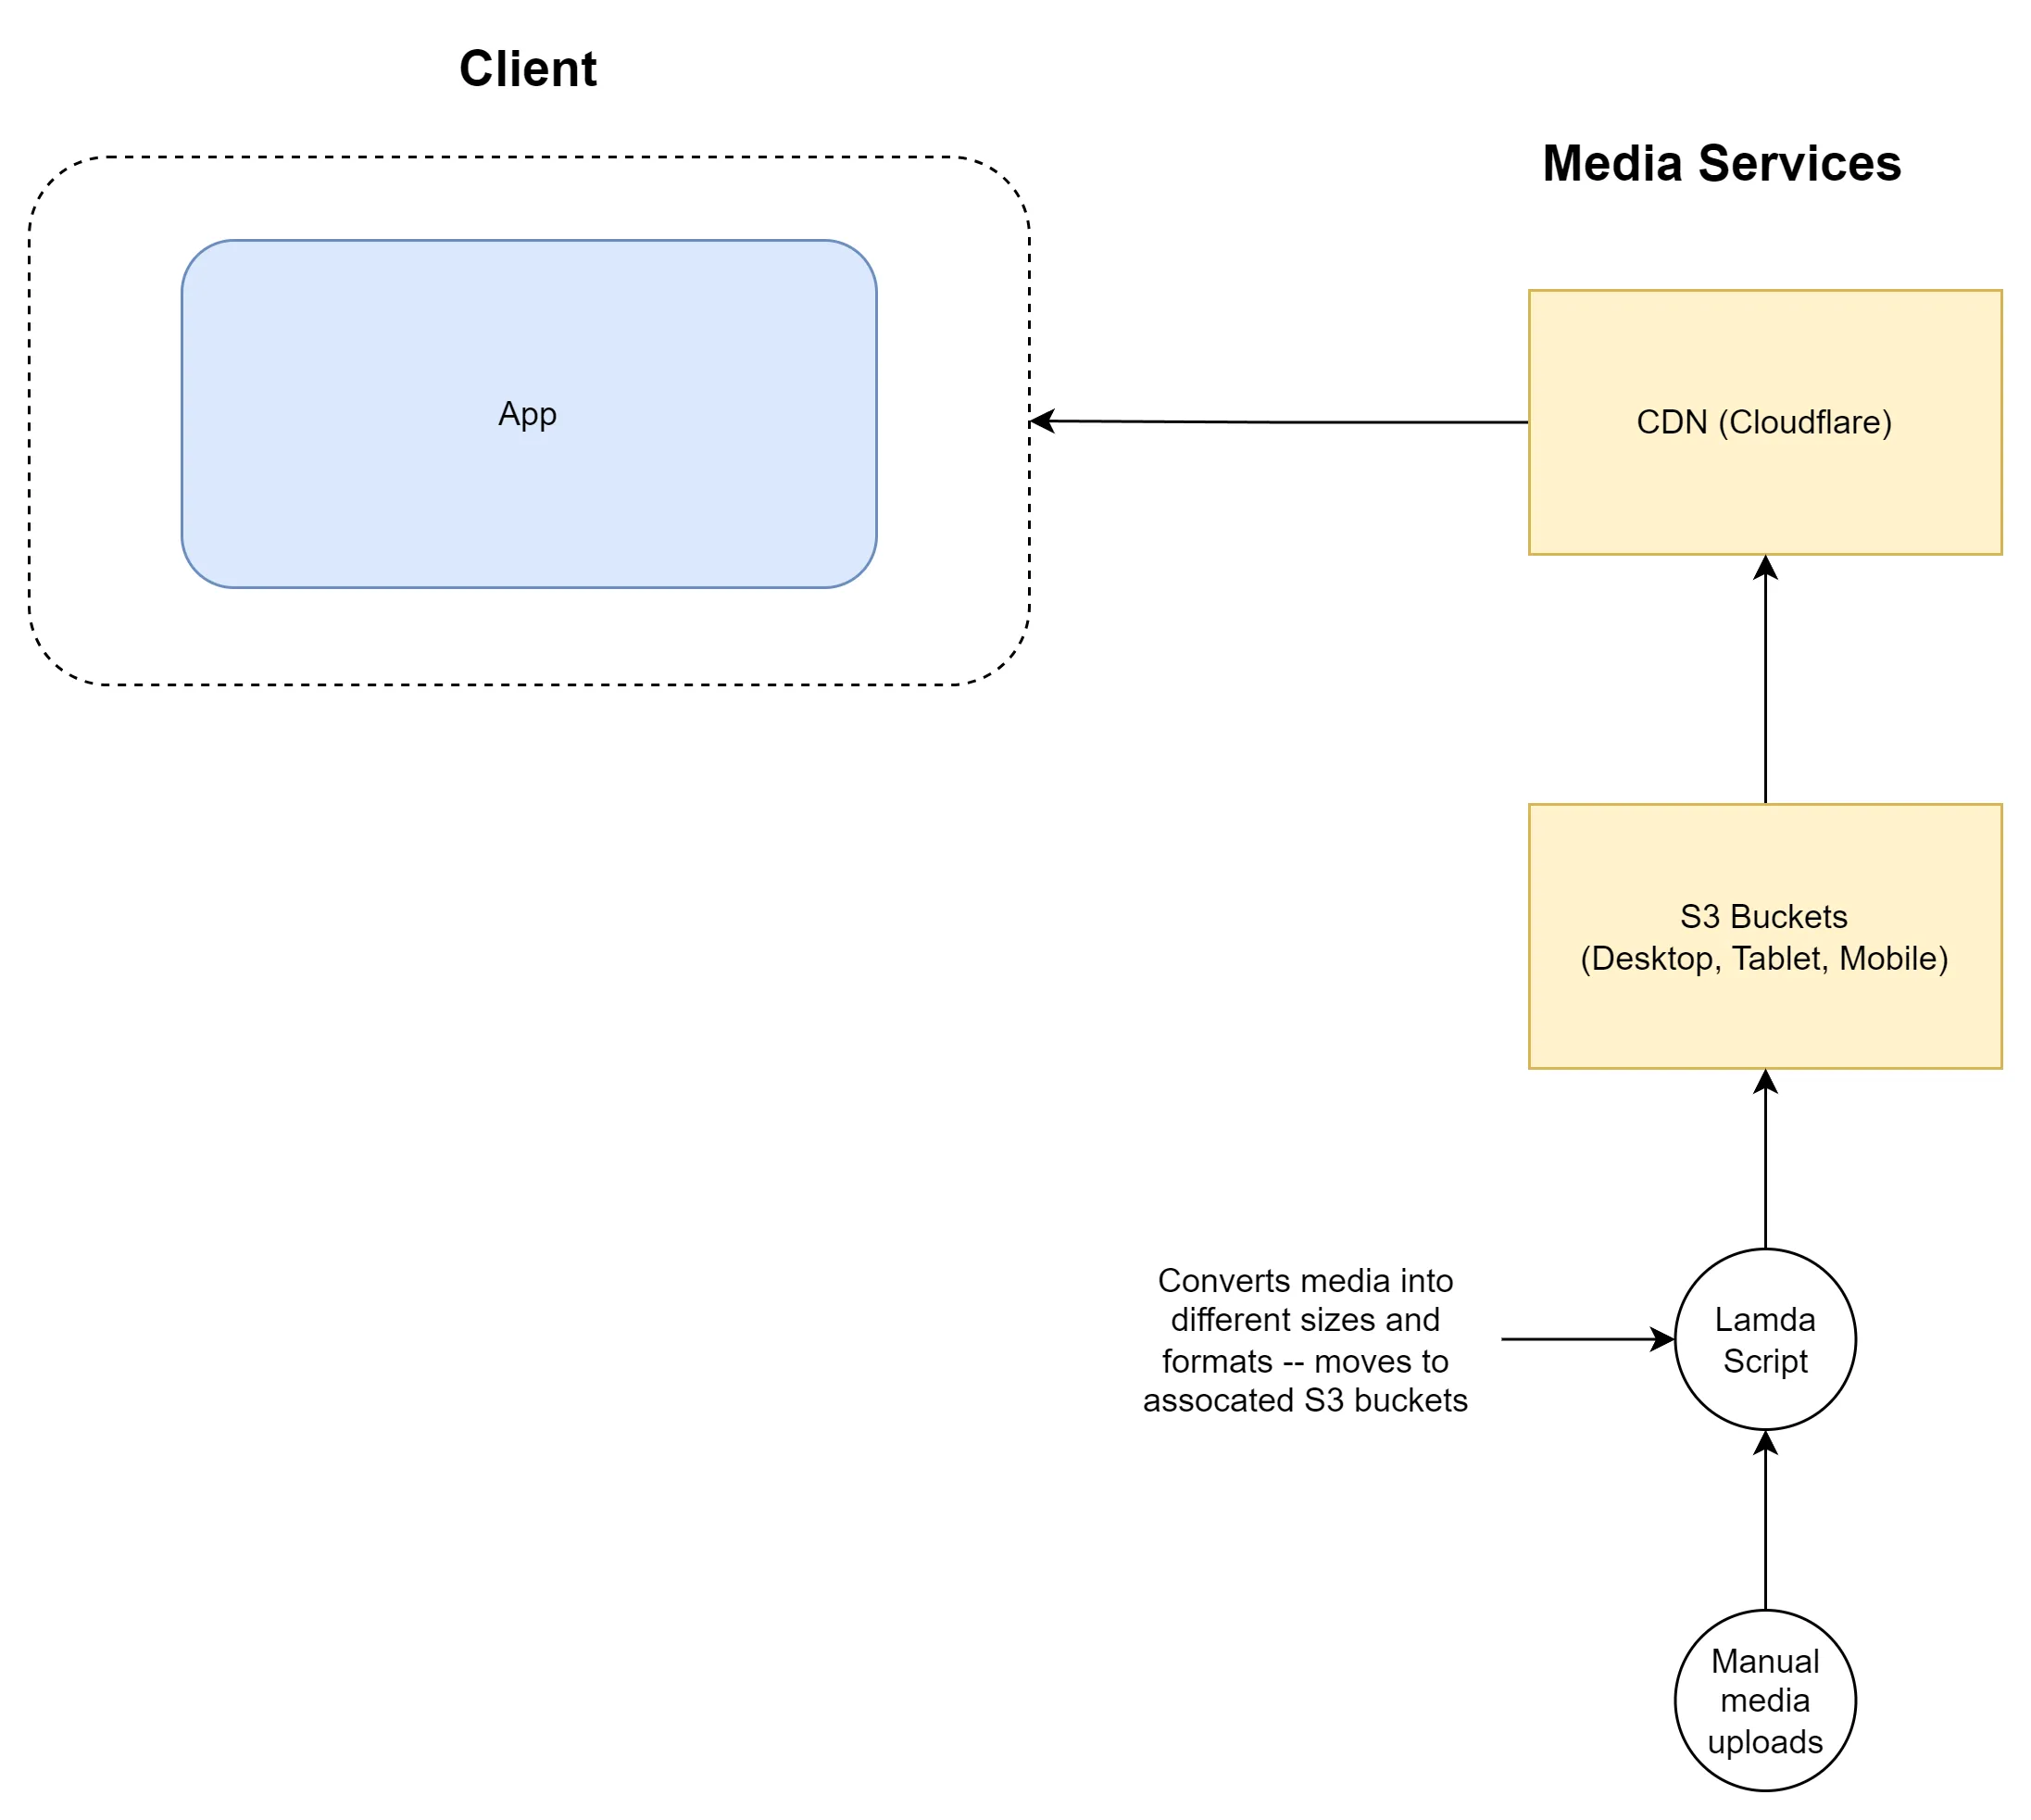 Client
Media Services
App
CDN (Cloudflare)
S3 Buckets
(Desktop, Tablet, Mobile)
Converts media into
different sizes and
formats -- moves to
assocated S3 buckets
Lamda
Script
Manual
media
uploads